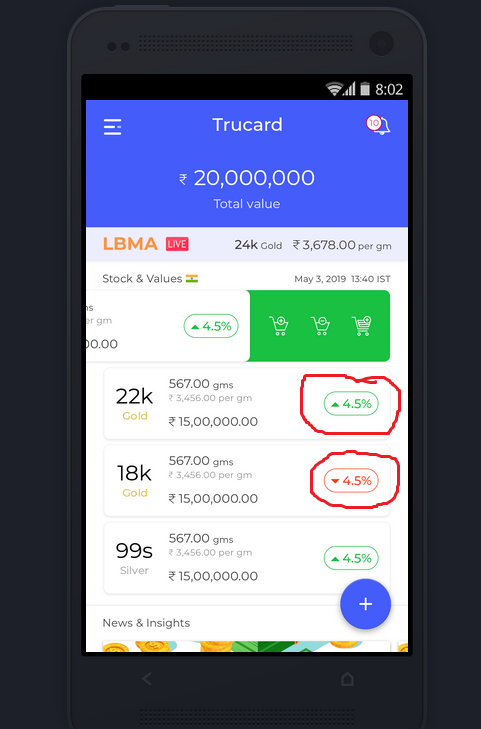 8:02
Trucard
10
₹ 20,000,000
Total value
LBMA LIVE 24k Gold ₹ 3,678.00 per gm
Stock & Values May 3, 2019 13:40 IST
ms
er gm
00.00
4.5%
22k
Gold
567.00 gms
₹ 3,456.00 per gm
₹ 15,00,000.00
4.5%
18k
Gold
567.00 gms
₹ 3,456.00 per gm
₹ 15,00,000.00
4.5%
99s
Silver
567.00 gms
₹ 3,456.00 per gm
₹ 15,00,000.00
4.5%
+
News & Insights